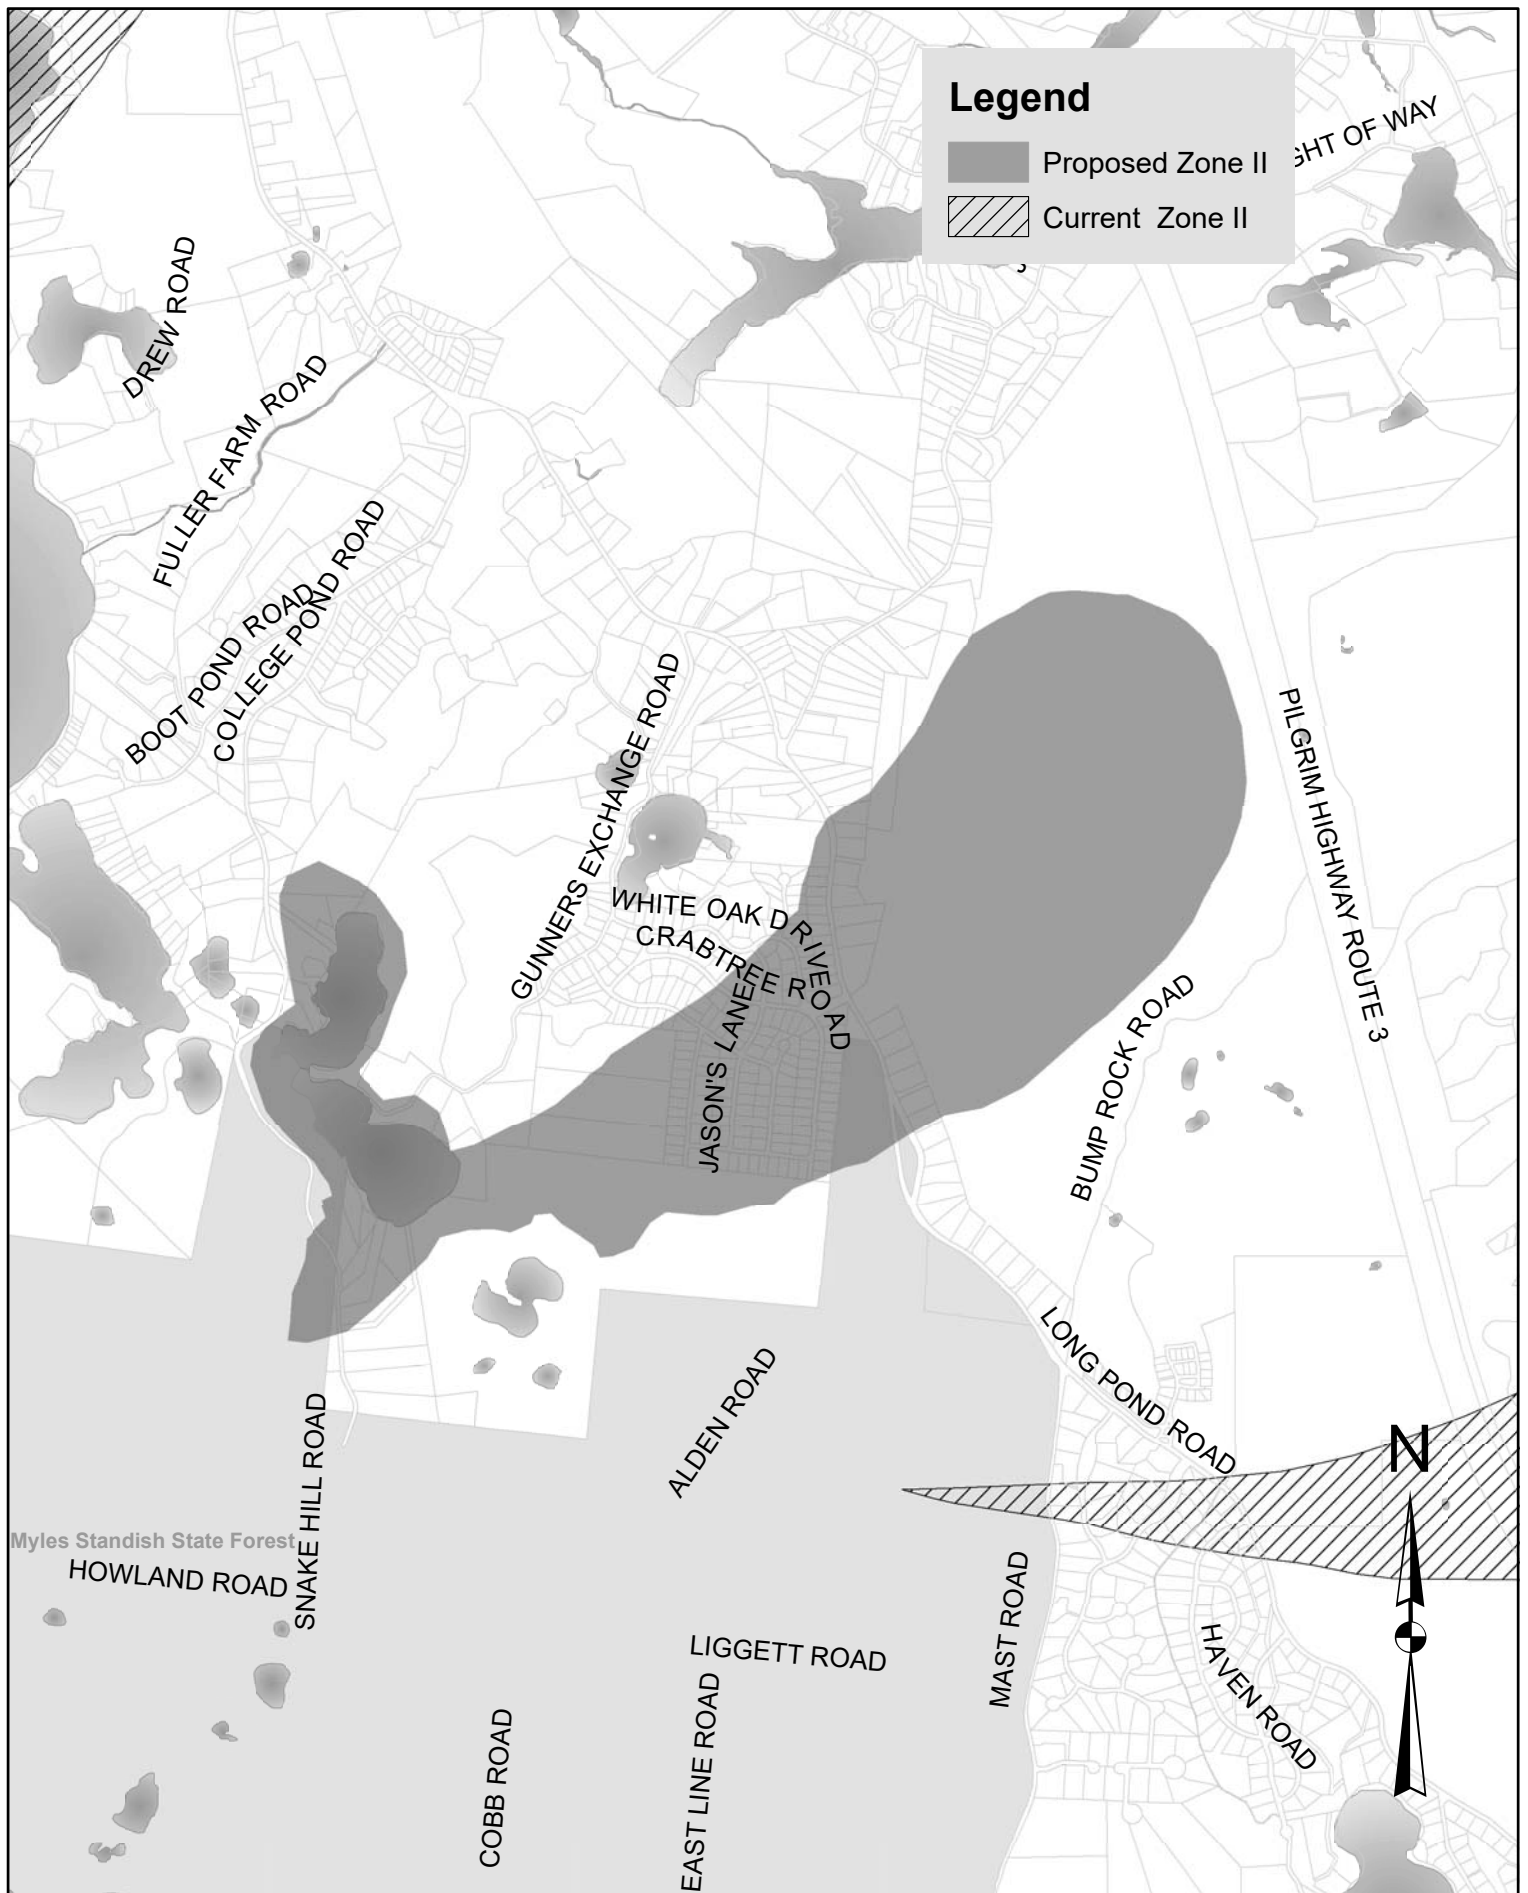 Legend
Proposed Zone II
Current Zone II
GHT OF WAY
DREW ROAD
FULLER FARM ROAD
BOOT POND ROAD
COLLEGE POND ROAD
GUNNERS EXCHANGE ROAD
PILGRIM HIGHWAY ROUTE 3
WHITE OAK DRIVE
CRABTREE ROAD
JASON'S LANE
BUMP ROCK ROAD
LONG POND ROAD
ALDEN ROAD
SNAKE HILL ROAD
N
Myles Standish State Forest
HOWLAND ROAD
MAST ROAD
LIGGETT ROAD
HAVEN ROAD
COBB ROAD
EAST LINE ROAD